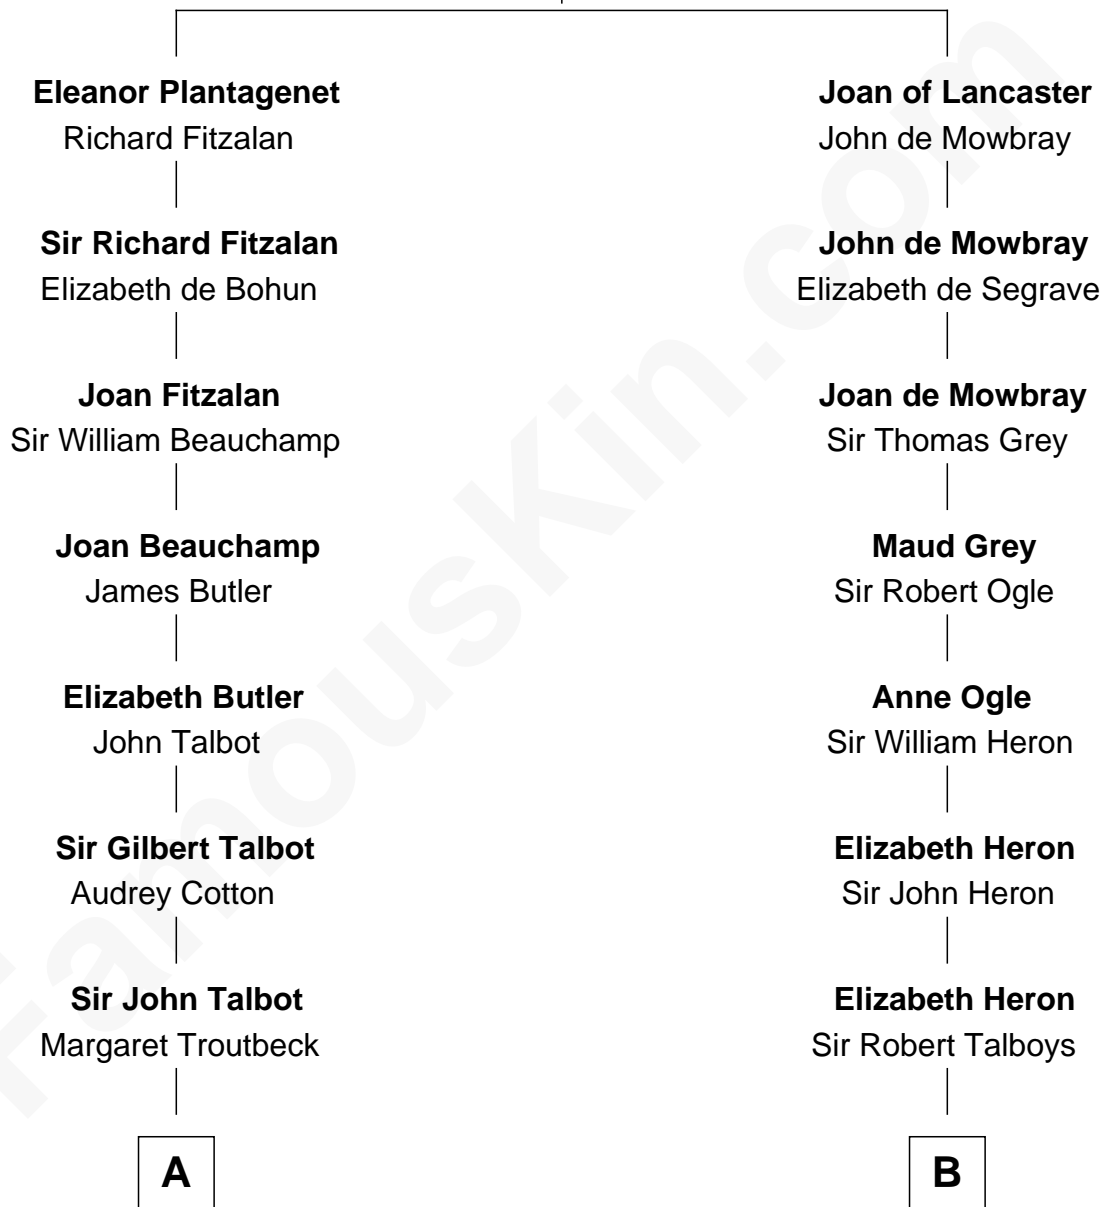 Eleanor Plantagenet
Richard Fitzalan
Sir Richard Fitzalan
Elizabeth de Bohun
Joan Fitzalan
Sir William Beauchamp
Joan Beauchamp
James Butler
Elizabeth Butler
John Talbot
Sir Gilbert Talbot
Audrey Cotton
Sir John Talbot
Margaret Troutbeck
A
Joan of Lancaster
John de Mowbray
John de Mowbray
Elizabeth de Segrave
Joan de Mowbray
Sir Thomas Grey
Maud Grey
Sir Robert Ogle
Anne Ogle
Sir William Heron
Elizabeth Heron
Sir John Heron
Elizabeth Heron
Sir Robert Talboys
B
FamousKin.com